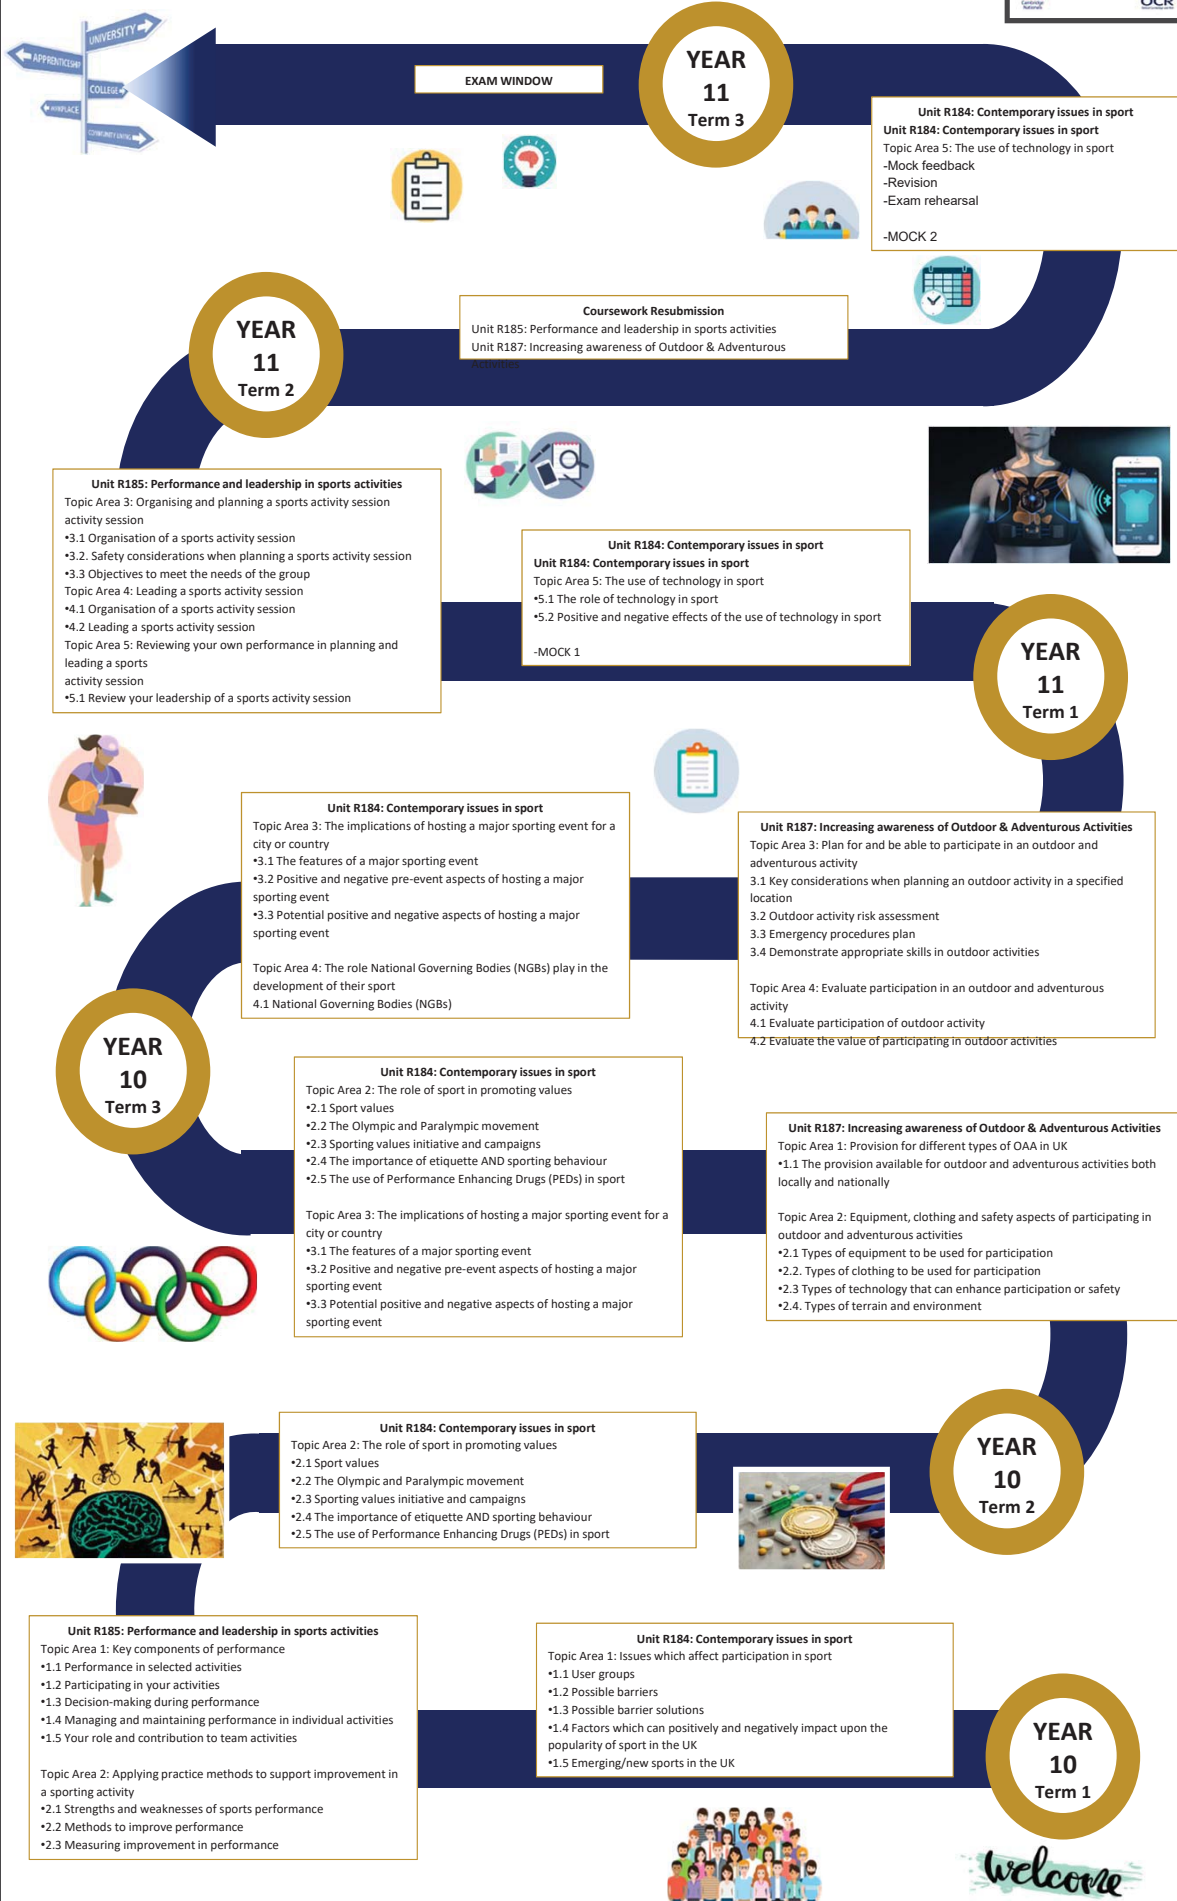 UNIVERSITY
APPRENTICESHIP
COLLEGE
WORKPLACE
COMMUNITY LIVING
Cambridge
Nationals
OCR
EXAM WINDOW
YEAR
11
Term 3
Unit R184: Contemporary issues in sport
Unit R184: Contemporary issues in sport
Topic Area 5: The use of technology in sport
-Mock feedback
-Revision
-Exam rehearsal
-MOCK 2
YEAR
11
Term 2
Coursework Resubmission
Unit R185: Performance and leadership in sports activities
Unit R187: Increasing awareness of Outdoor & Adventurous
Activities
Unit R185: Performance and leadership in sports activities
Topic Area 3: Organising and planning a sports activity session
activity session
•3.1 Organisation of a sports activity session
•3.2. Safety considerations when planning a sports activity session
•3.3 Objectives to meet the needs of the group
Topic Area 4: Leading a sports activity session
•4.1 Organisation of a sports activity session
•4.2 Leading a sports activity session
Topic Area 5: Reviewing your own performance in planning and
leading a sports
activity session
•5.1 Review your leadership of a sports activity session
Unit R184: Contemporary issues in sport
Unit R184: Contemporary issues in sport
Topic Area 5: The use of technology in sport
•5.1 The role of technology in sport
•5.2 Positive and negative effects of the use of technology in sport
-MOCK 1
YEAR
11
Term 1
Unit R184: Contemporary issues in sport
Topic Area 3: The implications of hosting a major sporting event for a
city or country
•3.1 The features of a major sporting event
•3.2 Positive and negative pre-event aspects of hosting a major
sporting event
•3.3 Potential positive and negative aspects of hosting a major
sporting event
Topic Area 4: The role National Governing Bodies (NGBs) play in the
development of their sport
4.1 National Governing Bodies (NGBs)
Unit R187: Increasing awareness of Outdoor & Adventurous Activities
Topic Area 3: Plan for and be able to participate in an outdoor and
adventurous activity
3.1 Key considerations when planning an outdoor activity in a specified
location
3.2 Outdoor activity risk assessment
3.3 Emergency procedures plan
3.4 Demonstrate appropriate skills in outdoor activities
Topic Area 4: Evaluate participation in an outdoor and adventurous
activity
4.1 Evaluate participation of outdoor activity
4.2 Evaluate the value of participating in outdoor activities
YEAR
10
Term 3
Unit R184: Contemporary issues in sport
Topic Area 2: The role of sport in promoting values
•2.1 Sport values
•2.2 The Olympic and Paralympic movement
•2.3 Sporting values initiative and campaigns
•2.4 The importance of etiquette AND sporting behaviour
•2.5 The use of Performance Enhancing Drugs (PEDs) in sport
Topic Area 3: The implications of hosting a major sporting event for a
city or country
•3.1 The features of a major sporting event
•3.2 Positive and negative pre-event aspects of hosting a major
sporting event
•3.3 Potential positive and negative aspects of hosting a major
sporting event
Unit R187: Increasing awareness of Outdoor & Adventurous Activities
Topic Area 1: Provision for different types of OAA in UK
•1.1 The provision available for outdoor and adventurous activities both
locally and nationally
Topic Area 2: Equipment, clothing and safety aspects of participating in
outdoor and adventurous activities
•2.1 Types of equipment to be used for participation
•2.2. Types of clothing to be used for participation
•2.3 Types of technology that can enhance participation or safety
•2.4. Types of terrain and environment
Unit R184: Contemporary issues in sport
Topic Area 2: The role of sport in promoting values
•2.1 Sport values
•2.2 The Olympic and Paralympic movement
•2.3 Sporting values initiative and campaigns
•2.4 The importance of etiquette AND sporting behaviour
•2.5 The use of Performance Enhancing Drugs (PEDs) in sport
YEAR
10
Term 2
Unit R185: Performance and leadership in sports activities
Topic Area 1: Key components of performance
•1.1 Performance in selected activities
•1.2 Participating in your activities
•1.3 Decision-making during performance
•1.4 Managing and maintaining performance in individual activities
•1.5 Your role and contribution to team activities
Topic Area 2: Applying practice methods to support improvement in
a sporting activity
•2.1 Strengths and weaknesses of sports performance
•2.2 Methods to improve performance
•2.3 Measuring improvement in performance
Unit R184: Contemporary issues in sport
Topic Area 1: Issues which affect participation in sport
•1.1 User groups
•1.2 Possible barriers
•1.3 Possible barrier solutions
•1.4 Factors which can positively and negatively impact upon the
popularity of sport in the UK
•1.5 Emerging/new sports in the UK
YEAR
10
Term 1
welcome